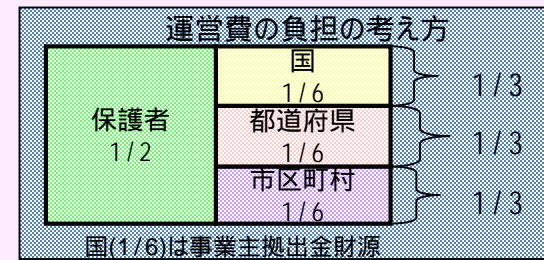 運営費の負担の考え方
保護者
1/2
国
1/6
1/3
都道府県
1/6
1/3
市区町村
1/6
1/3
国(1/6)は事業主拠出金財源